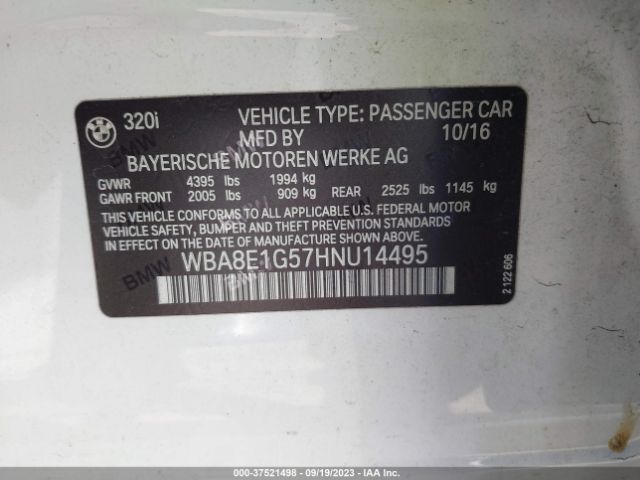 BMW 320i VEHICLE TYPE: PASSENGER CAR
MFD BY 10/16
BAYERISCHE MOTOREN WERKE AG
GVWR 4395 lbs 1994 kg
GAWR FRONT 2005 lbs 909 kg REAR 2525 lbs 1145 kg
THIS VEHICLE CONFORMS TO ALL APPLICABLE U.S. FEDERAL MOTOR
VEHICLE SAFETY, BUMPER AND THEFT PREVENTION STANDARDS IN
EFFECT ON THE DATE OF MANUFACTURE SHOWN ABOVE.
WBA8E1G57HNU14495
2 122 606
000-37521498 - 09/19/2023 - IAA Inc.